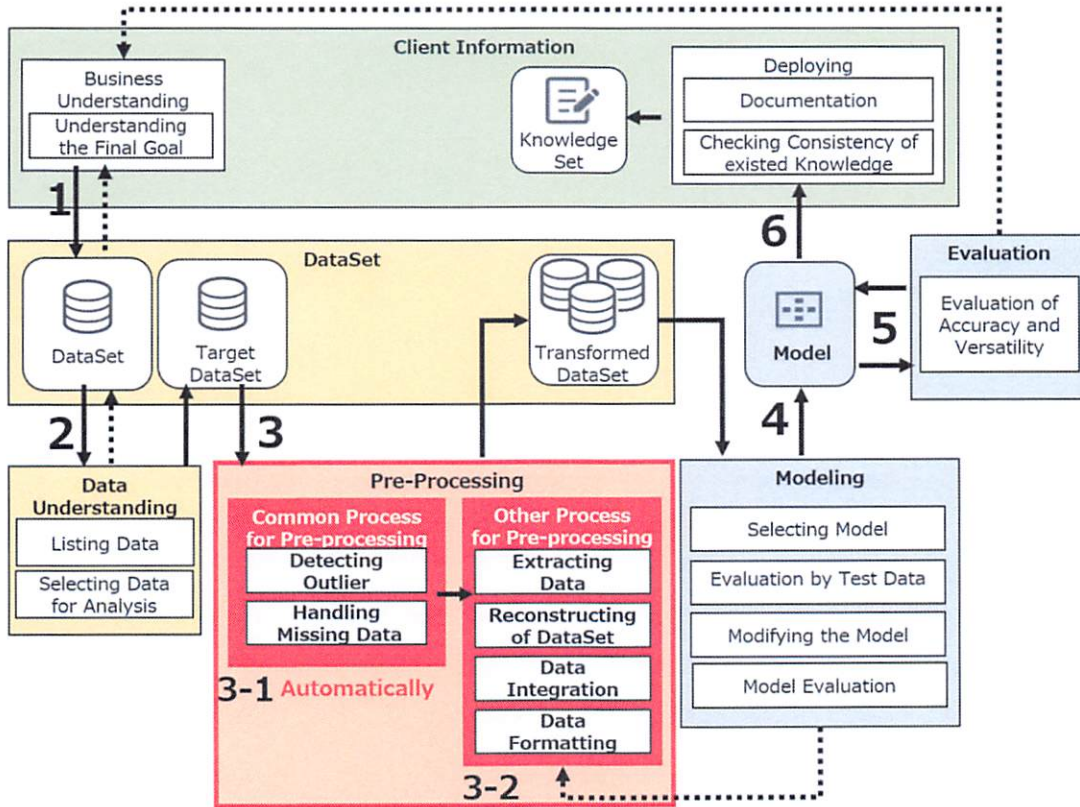 Client Information
Business
Understanding
Understanding
the Final Goal
Knowledge
Set
Deploying
Documentation
Checking Consistency of
existed Knowledge
1
6
DataSet
DataSet
Target
DataSet
Transformed
DataSet
Model
Evaluation
Evaluation of
Accuracy and
Versatility
5
2
3
4
Data
Understanding
Listing Data
Selecting Data
for Analysis
Pre-Processing
Common Process
for Pre-processing
Detecting
Outlier
Handling
Missing Data
3-1 Automatically
Other Process
for Pre-processing
Extracting
Data
Reconstructing
of DataSet
Data
Integration
Data
Formatting
3-2
Modeling
Selecting Model
Evaluation by Test Data
Modifying the Model
Model Evaluation